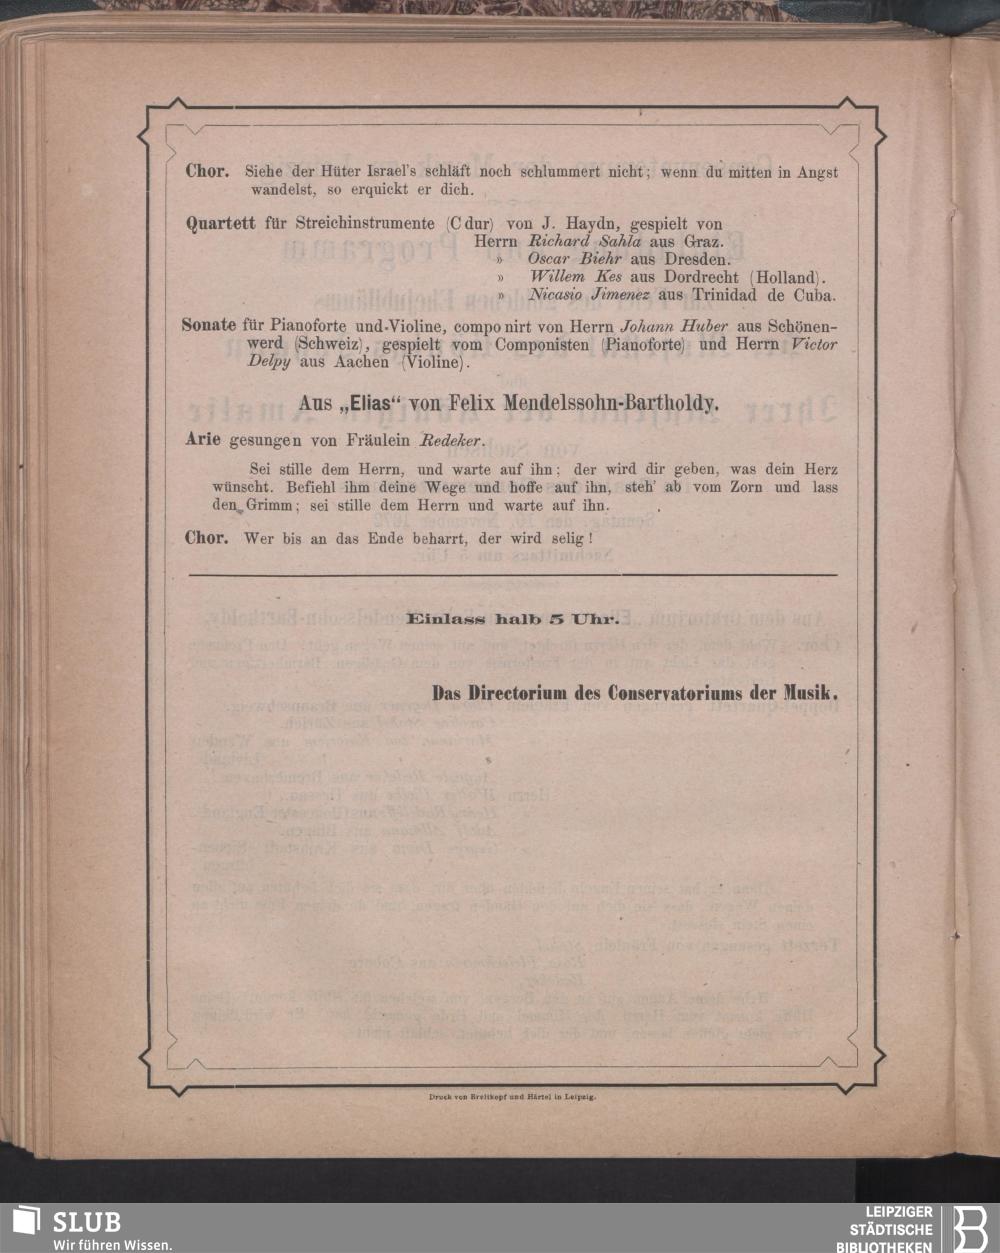 Chor. Siehe der Hüter Israel's schläft noch schlummert nicht; wenn du mitten in Angst
wandelst, so erquickt er dich.
Quartett für Streichinstrumente (C dur) von J. Haydn, gespielt von
Herrn Richard Sahla aus Graz.
» Oscar Biehr aus Dresden.
» Willem Kes aus Dordrecht (Holland).
» Nicasio Jimenez aus Trinidad de Cuba.
Sonate für Pianoforte und Violine, componirt von Herrn Johann Huber aus Schönen-
werd (Schweiz), gespielt vom Componisten (Pianoforte) und Herrn Victor
Delpy aus Aachen (Violine).
Aus „Elias“ von Felix Mendelssohn-Bartholdy.
Arie gesungen von Fräulein Redeker.
Sei stille dem Herrn, und warte auf ihn; der wird dir geben, was dein Herz
wünscht. Befiehl ihm deine Wege und hoffe auf ihn, steh' ab vom Zorn und lass
den Grimm; sei stille dem Herrn und warte auf ihn.
Chor. Wer bis an das Ende beharrt, der wird selig!
Einlass halb 5 Uhr.
Das Directorium des Conservatoriums der Musik.
Druck von Breitkopf und Härtel in Leipzig.
SLUB
Wir führen Wissen.
LEIPZIGER
STÄDTISCHE
BIBLIOTHEKEN